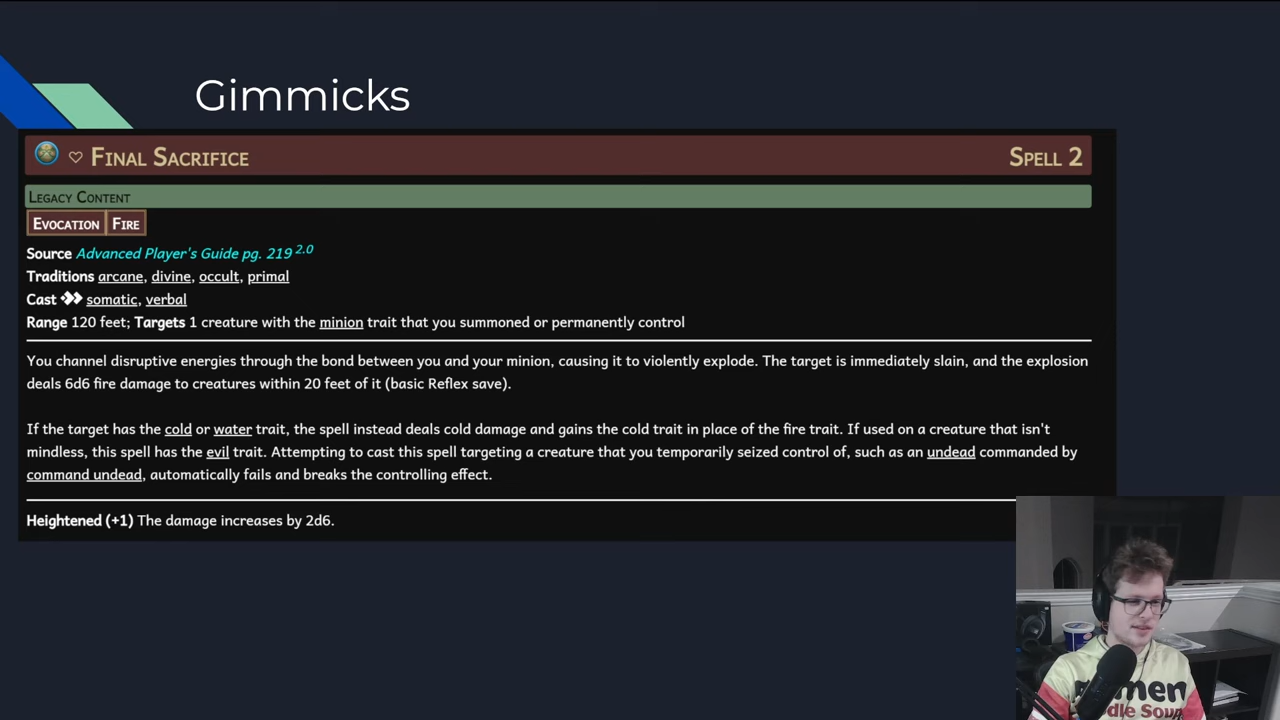 Gimmicks
Final Sacrifice Spell 2
Legacy Content
Evocation Fire
Source Advanced Player's Guide pg. 219 2.0
Traditions arcane, divine, occult, primal
Cast somatic, verbal
Range 120 feet; Targets 1 creature with the minion trait that you summoned or permanently control
You channel disruptive energies through the bond between you and your minion, causing it to violently explode. The target is immediately slain, and the explosion
deals 6d6 fire damage to creatures within 20 feet of it (basic Reflex save).
If the target has the cold or water trait, the spell instead deals cold damage and gains the cold trait in place of the fire trait. If used on a creature that isn't
mindless, this spell has the evil trait. Attempting to cast this spell targeting a creature that you temporarily seized control of, such as an undead commanded by
command undead, automatically fails and breaks the controlling effect.
Heightened (+1) The damage increases by 2d6.